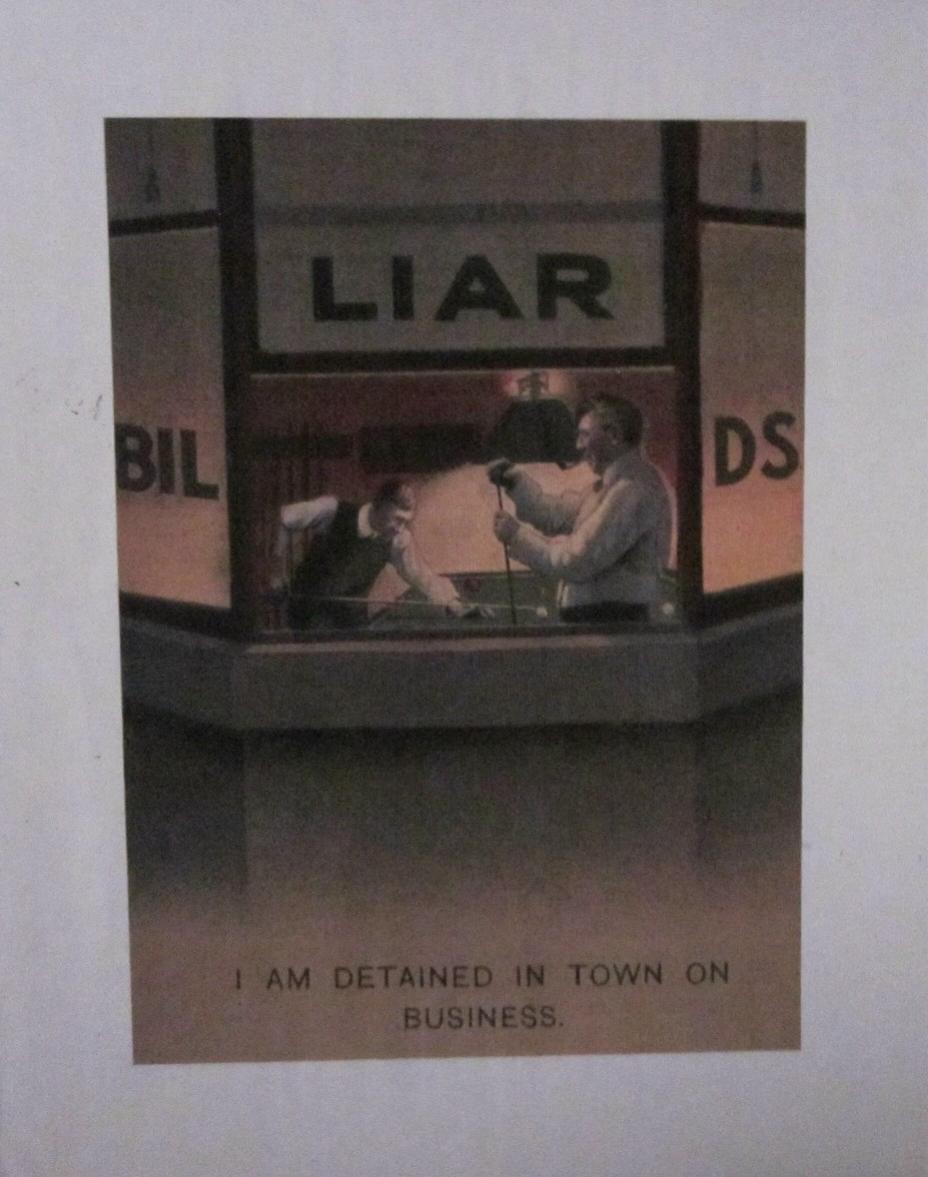 LIAR
BIL
DS
I AM DETAINED IN TOWN ON
BUSINESS.